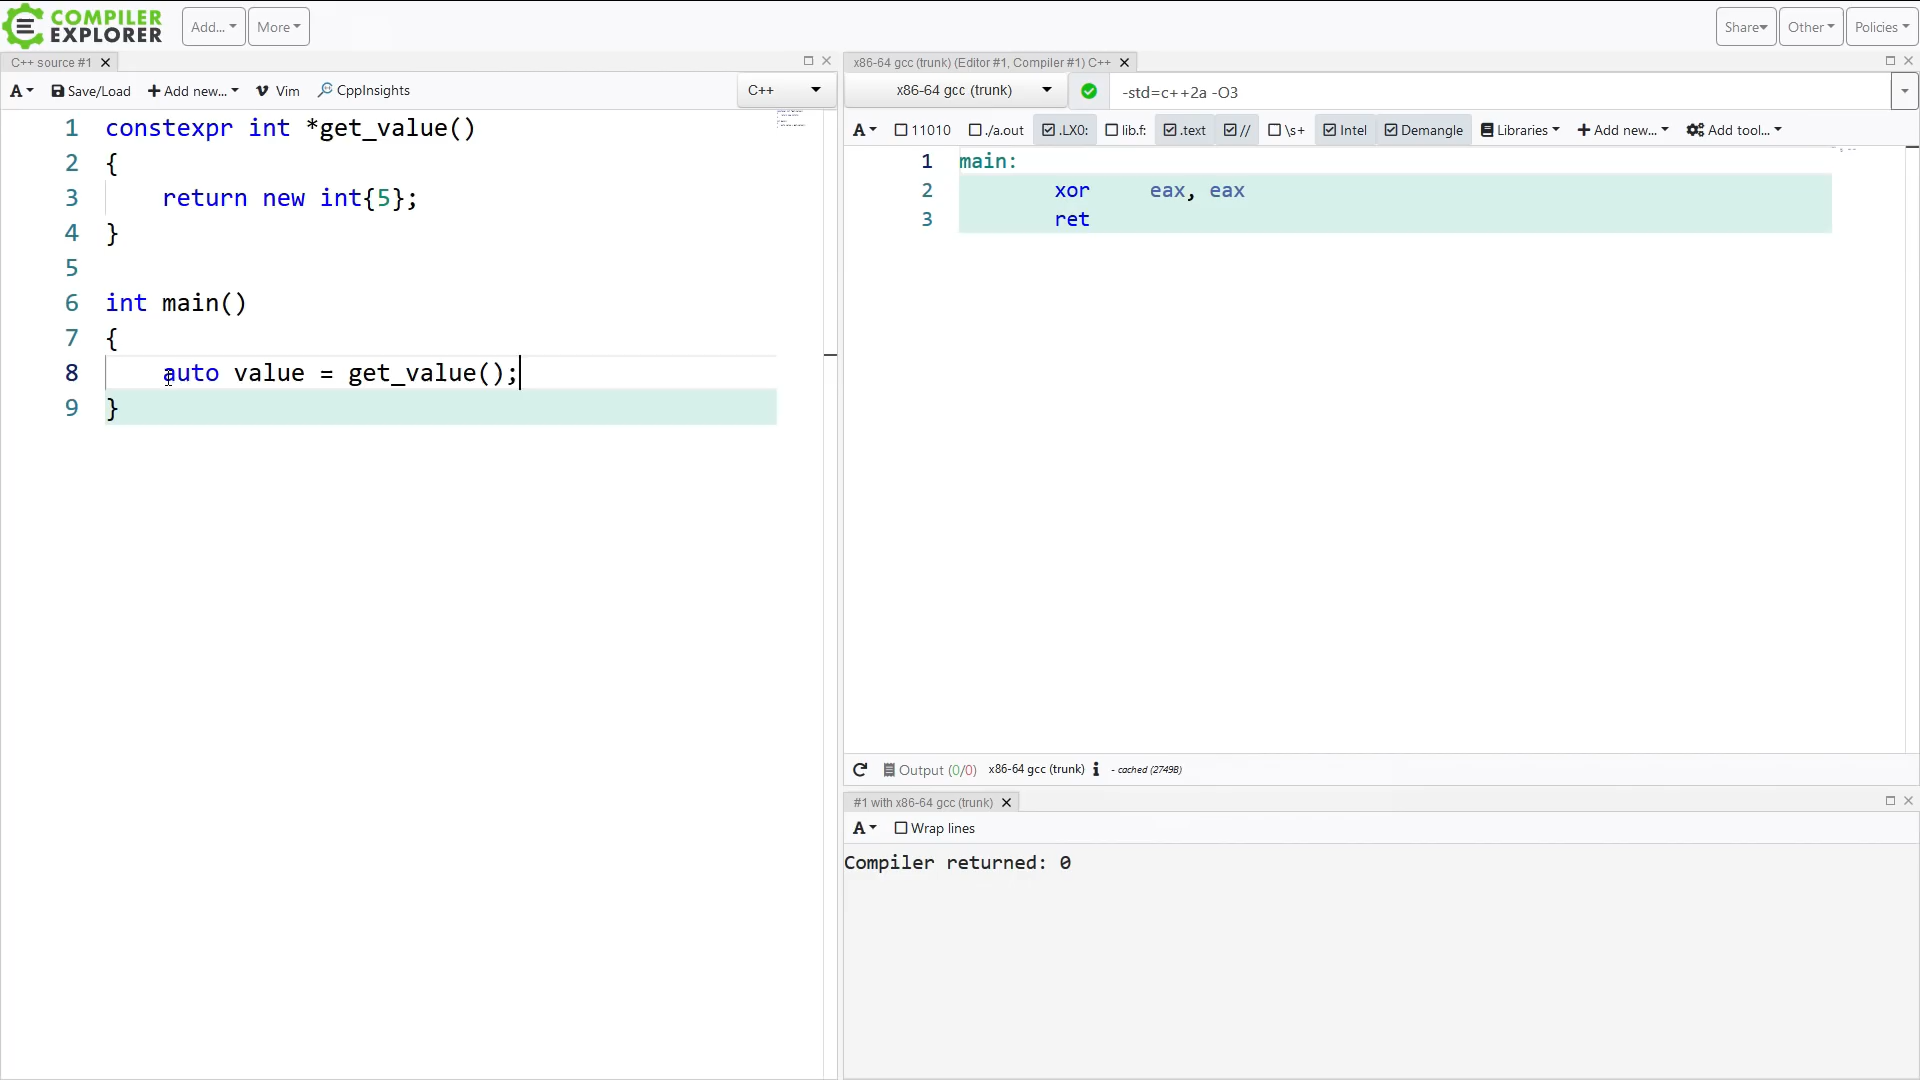 COMPILER
EXPLORER
Add...
More
Share
Other
Policies
C++ source #1
A
Save/Load
Add new...
Vim
CppInsights
C++
1 constexpr int *get_value()
2 {
3 return new int{5};
4 }
5
6 int main()
7 {
8 auto value = get_value();
9 }
x86-64 gcc (trunk) (Editor #1, Compiler #1) C++
x86-64 gcc (trunk)
-std=c++2a -O3
A
11010
./a.out
.LX0:
lib.f:
.text
//
\s+
Intel
Demangle
Libraries
Add new...
Add tool...
1 main:
2 xor eax, eax
3 ret
Output (0/0) x86-64 gcc (trunk) i - cached (2749B)
#1 with x86-64 gcc (trunk)
A
Wrap lines
Compiler returned: 0